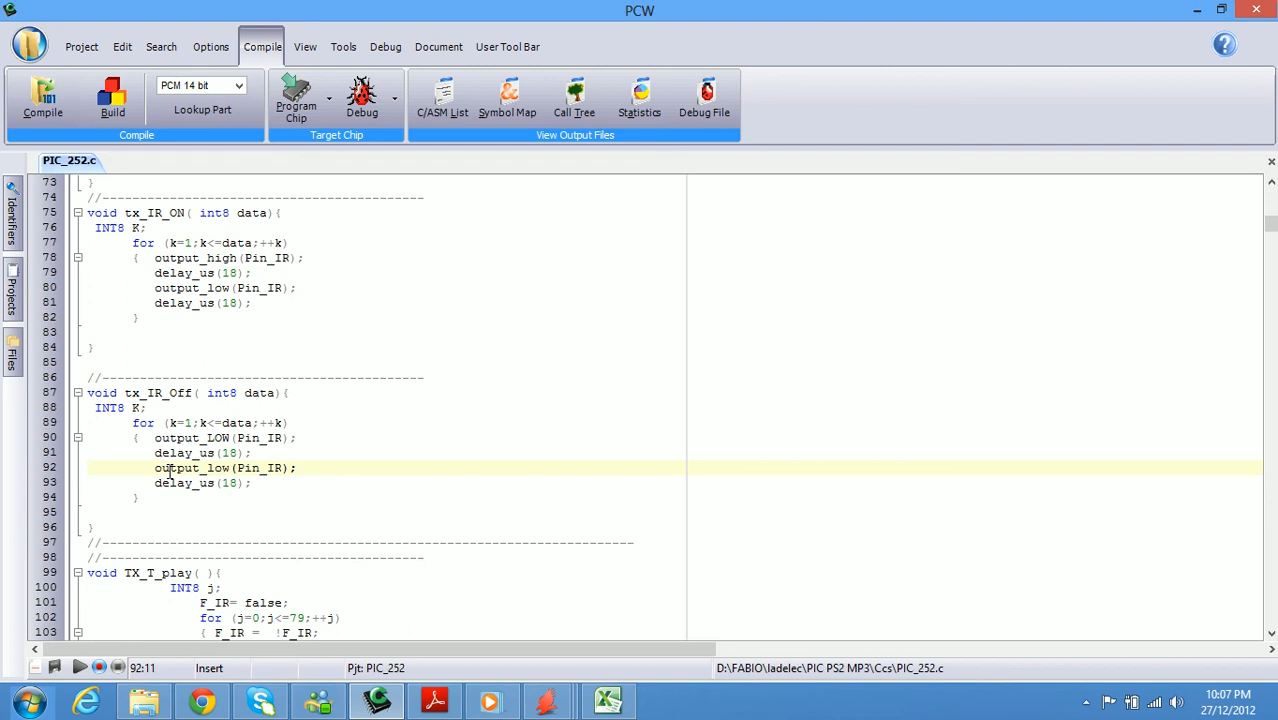 PCW
Project Edit Search Options Compile View Tools Debug Document User Tool Bar
101
Compile
Build
PCM 14 bit
Lookup Part
Program Chip
Debug
C/ASM List
Symbol Map
Call Tree
Statistics
Debug File
Compile
Target Chip
View Output Files
PIC_252.c
Identifiers
Projects
Files
73 }
74 //-------------------------------------------
75 void tx_IR_ON( int8 data){
76 INT8 K;
77 for (k=1;k<=data;++k)
78 { output_high(Pin_IR);
79 delay_us(18);
80 output_low(Pin_IR);
81 delay_us(18);
82 }
83
84 }
85
86 //-------------------------------------------
87 void tx_IR_Off( int8 data){
88 INT8 K;
89 for (k=1;k<=data;++k)
90 { output_LOW(Pin_IR);
91 delay_us(18);
92 output_low(Pin_IR);
93 delay_us(18);
94 }
95
96 }
97 //-----------------------------------------------------------------------
98 //-------------------------------------------
99 void TX_T_play( ){
100 INT8 j;
101 F_IR= false;
102 for (j=0;j<=79;++j)
103 { F_IR = !F_IR;
92:11 Insert Pjt: PIC_252 D:\FABIO\ladelec\PIC PS2 MP3\Ccs\PIC_252.c
10:07 PM
27/12/2012